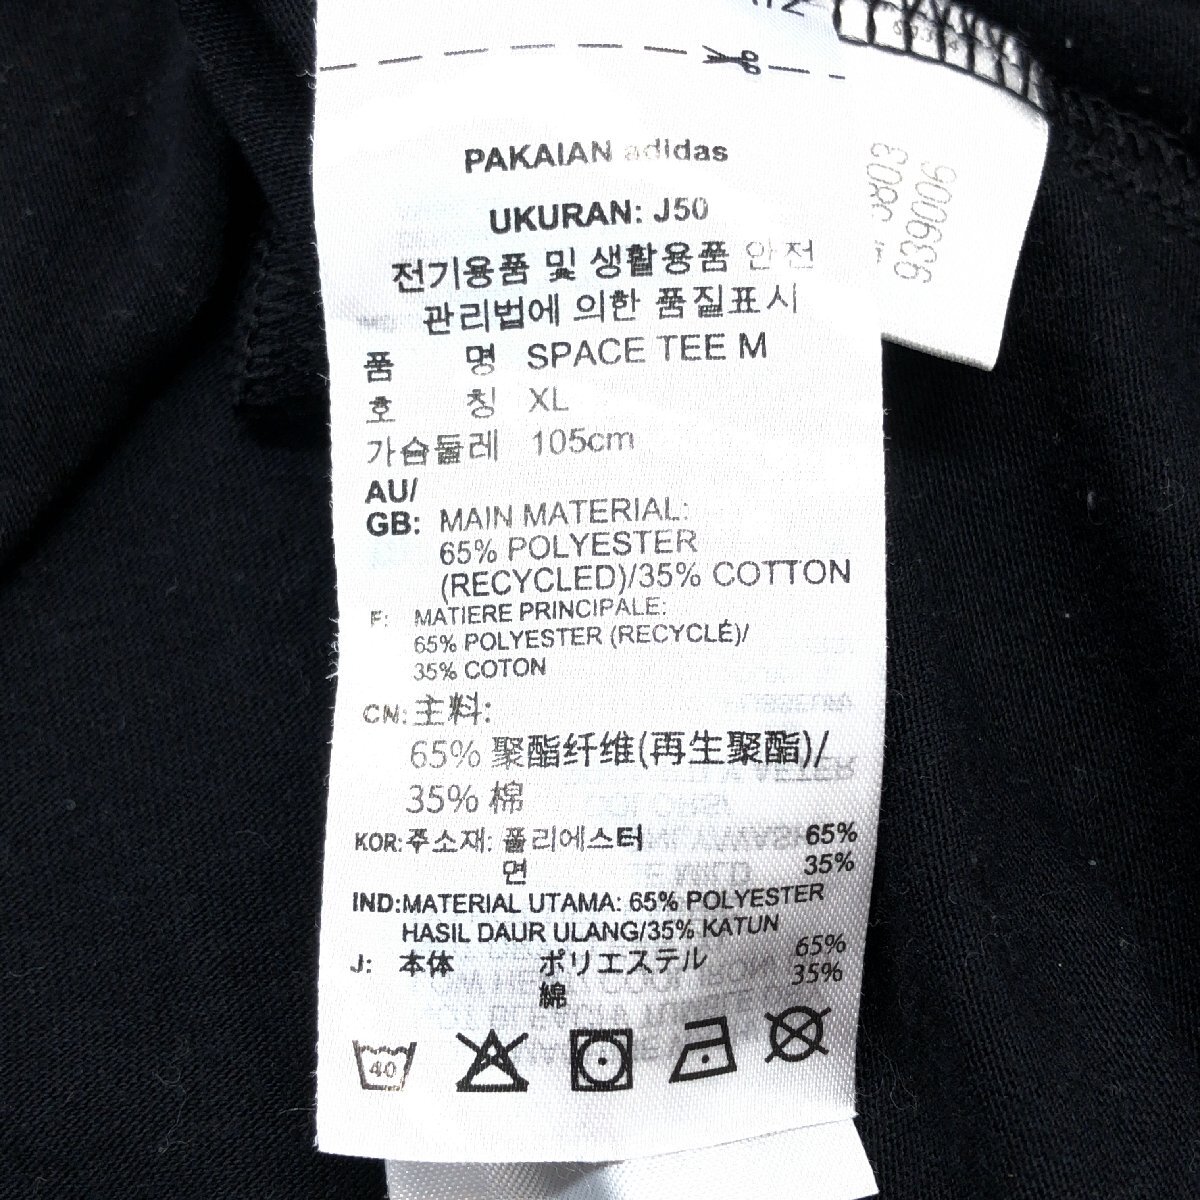 PAKAIAN adidas
UKURAN: J50
전기용품 및 생활용품 안전
관리법에 의한 품질표시
품 명 SPACE TEE M
호 칭 XL
가슴둘레 105cm
AU/
GB: MAIN MATERIAL:
65% POLYESTER
(RECYCLED)/35% COTTON
F: MATIERE PRINCIPALE:
65% POLYESTER (RECYCLÉ)/
35% COTON
CN: 主料:
65% 聚酯纤维(再生聚酯)/
35% 棉
KOR: 주소재: 폴리에스터 65%
면 35%
IND:MATERIAL UTAMA: 65% POLYESTER
HASIL DAUR ULANG/35% KATUN
J: 本体 ポリエステル 65%
綿 35%
40
939006